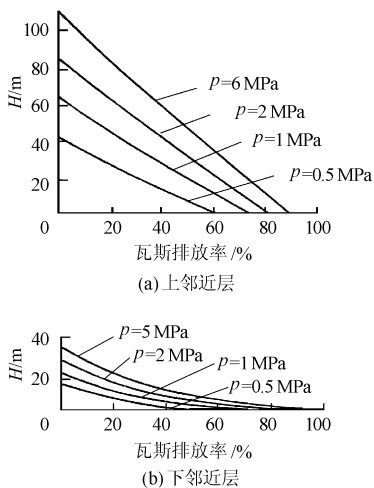 100
80
60
40
20
H/m
p=6 MPa
p=2 MPa
p=1 MPa
p=0.5 MPa
20 40 60 80 100
瓦斯排放率/%
(a) 上邻近层
40
20
H/m
p=5 MPa
p=2 MPa
p=1 MPa
p=0.5 MPa
0 20 40 60 80 100
瓦斯排放率/%
(b) 下邻近层